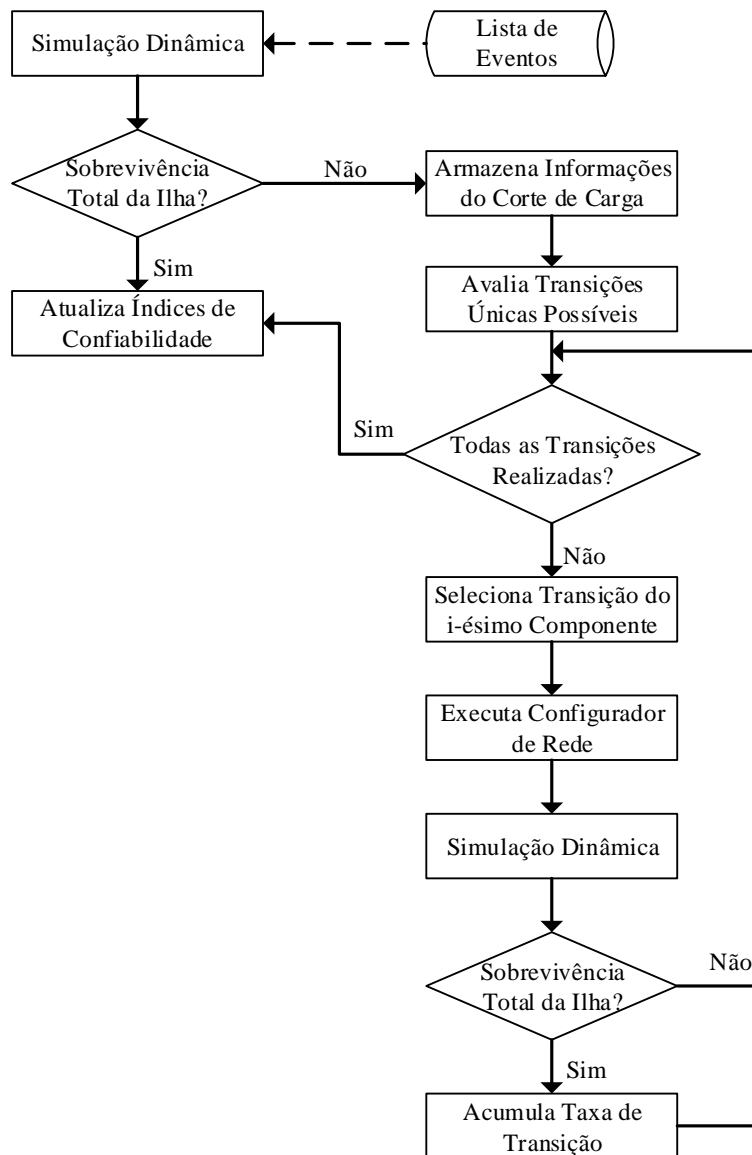 Simulação Dinâmica
Lista de
Eventos
Sobrevivência
Total da Ilha?
Não
Armazena Informações
do Corte de Carga
Sim
Atualiza Índices de
Confiabilidade
Avalia Transições
Únicas Possíveis
Sim
Todas as Transições
Realizadas?
Não
Seleciona Transição do
i-ésimo Componente
Executa Configurador
de Rede
Simulação Dinâmica
Sobrevivência
Total da Ilha?
Não
Sim
Acumula Taxa de
Transição